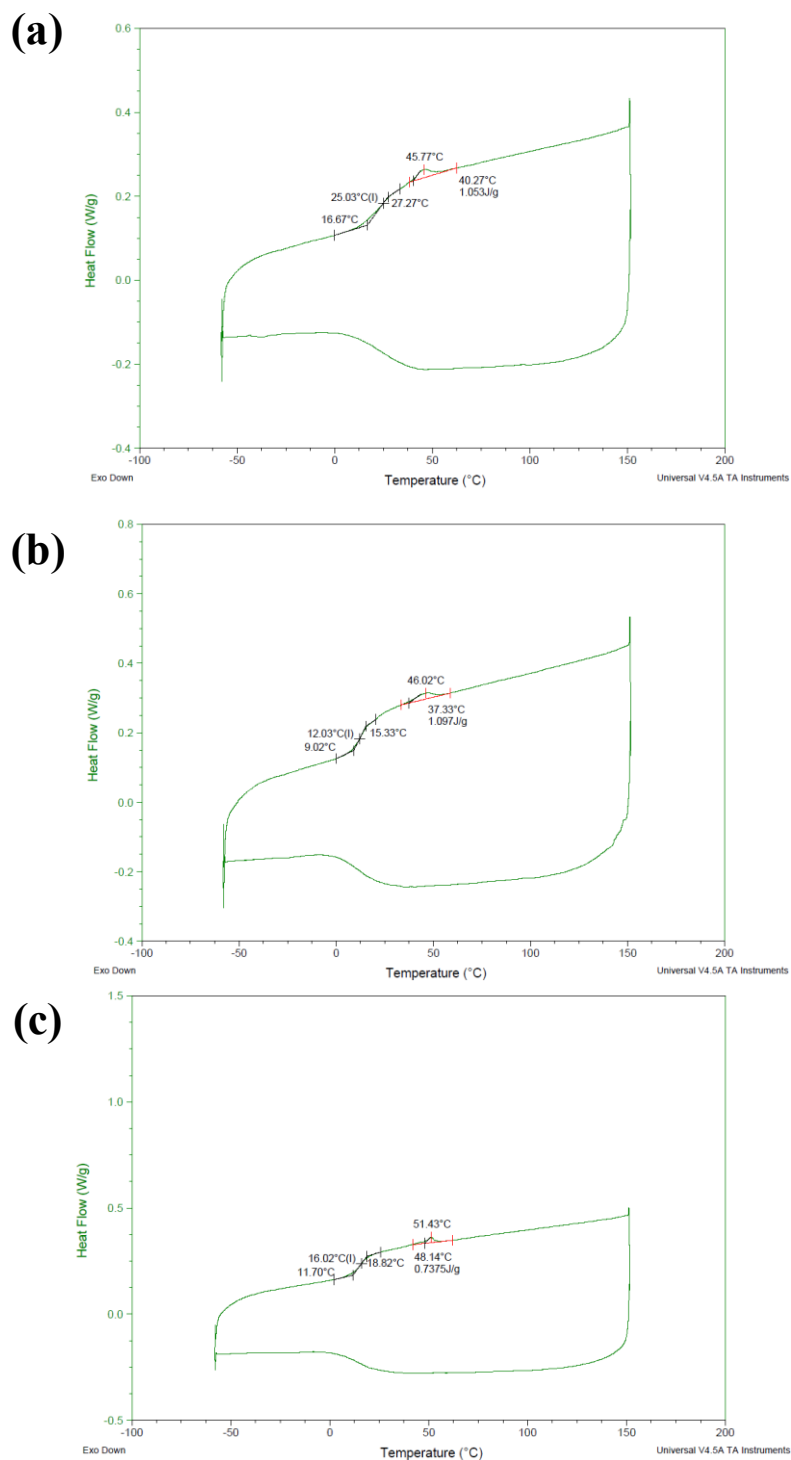 (a)
0.6
0.4
0.2
0.0
-0.2
-0.4
Heat Flow (W/g)
45.77°C
40.27°C
1.053J/g
25.03°C(I)
27.27°C
16.67°C
-100
-50
0
50
100
150
200
Exo Down
Temperature (°C)
Universal V4.5A TA Instruments
(b)
0.8
0.6
0.4
0.2
0.0
-0.2
-0.4
Heat Flow (W/g)
46.02°C
37.33°C
1.097J/g
12.03°C(I)
15.33°C
9.02°C
-100
-50
0
50
100
150
200
Exo Down
Temperature (°C)
Universal V4.5A TA Instruments
(c)
1.5
1.0
0.5
0.0
-0.5
Heat Flow (W/g)
51.43°C
48.14°C
0.7375J/g
16.02°C(I)
18.82°C
11.70°C
-100
-50
0
50
100
150
200
Exo Down
Temperature (°C)
Universal V4.5A TA Instruments